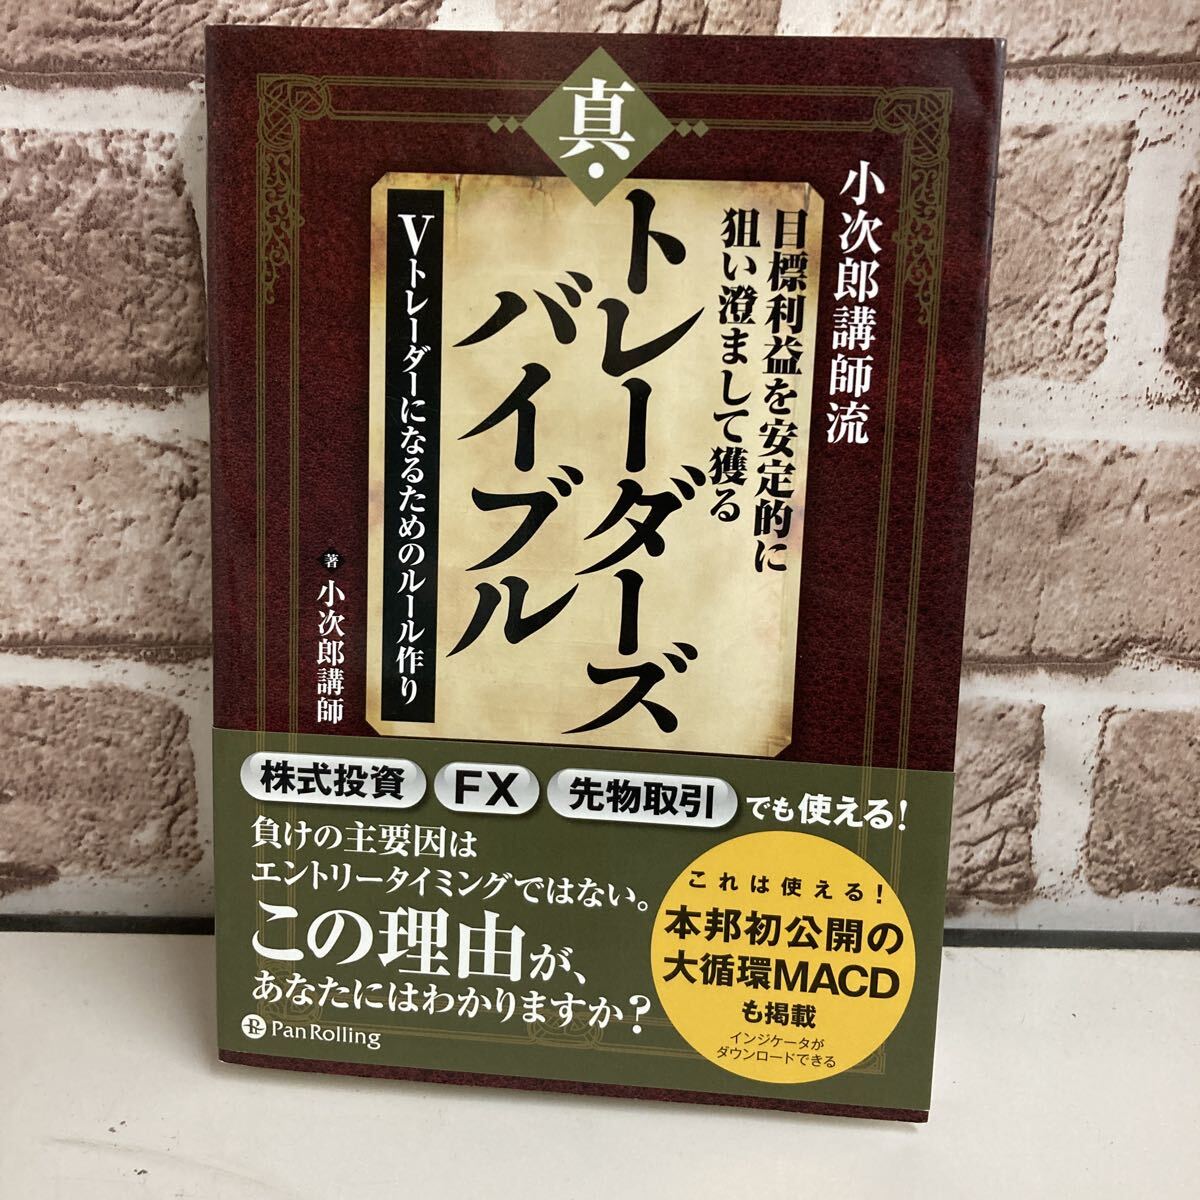 小次郎講師流
目標利益を安定的に
狙い澄まして獲る
真・
トレーダーズ
バイブル
Vトレーダーになるためのルール作り
著 小次郎講師
株式投資 FX 先物取引 でも使える!
負けの主要因は
エントリータイミングではない。
この理由が、
あなたにはわかりますか?
PanRolling
これは使える!
本邦初公開の
大循環MACD
も掲載
インジケータが
ダウンロードできる